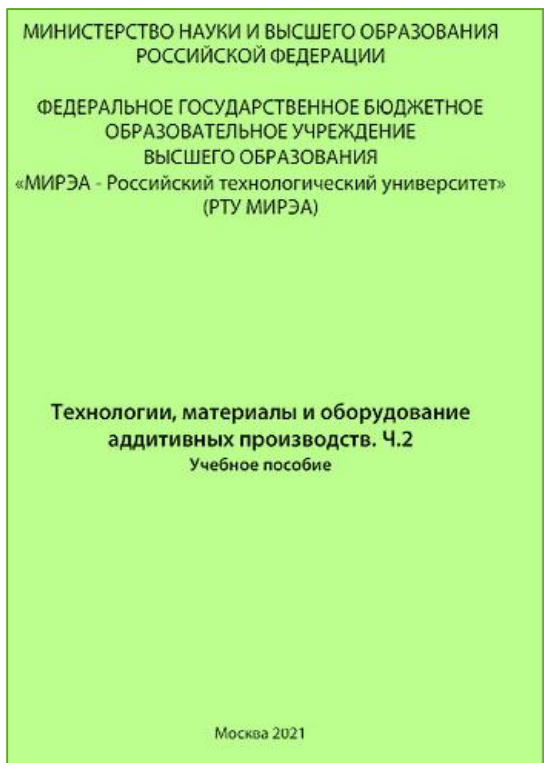 МИНИСТЕРСТВО НАУКИ И ВЫСШЕГО ОБРАЗОВАНИЯ
РОССИЙСКОЙ ФЕДЕРАЦИИ
ФЕДЕРАЛЬНОЕ ГОСУДАРСТВЕННОЕ БЮДЖЕТНОЕ
ОБРАЗОВАТЕЛЬНОЕ УЧРЕЖДЕНИЕ
ВЫСШЕГО ОБРАЗОВАНИЯ
«МИРЭА - Российский технологический университет»
(РТУ МИРЭА)
Технологии, материалы и оборудование
аддитивных производств. Ч.2
Учебное пособие
Москва 2021